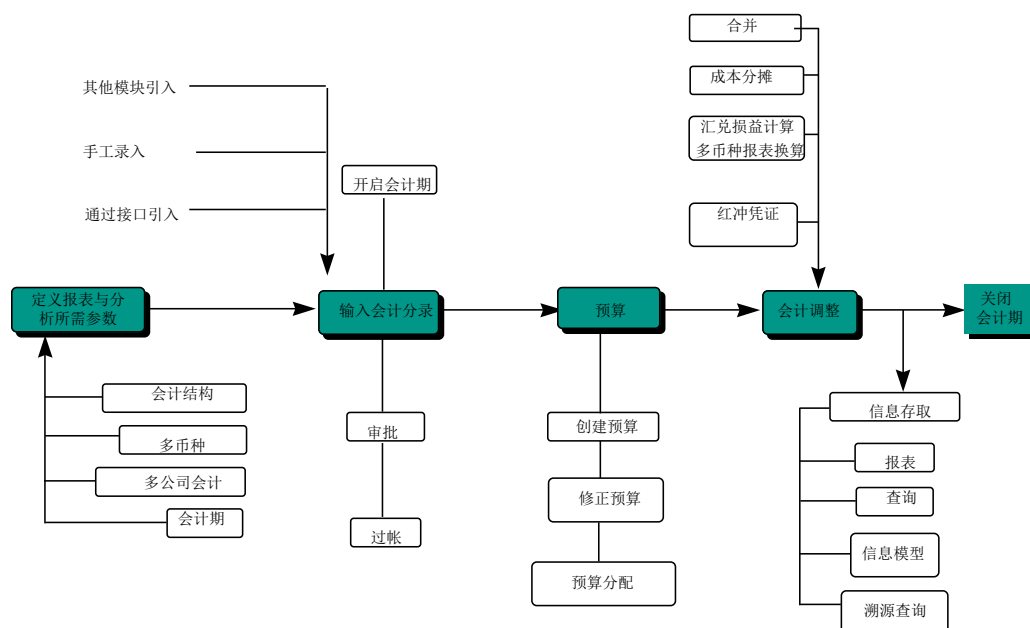 合并
成本分摊
汇兑损益计算
多币种报表换算
红冲凭证
其他模块引入
手工录入
通过接口引入
开启会计期
定义报表与分
析所需参数
输入会计分录
预算
会计调整
关闭
会计期
会计结构
多币种
多公司会计
会计期
审批
过帐
创建预算
修正预算
预算分配
信息存取
报表
查询
信息模型
溯源查询